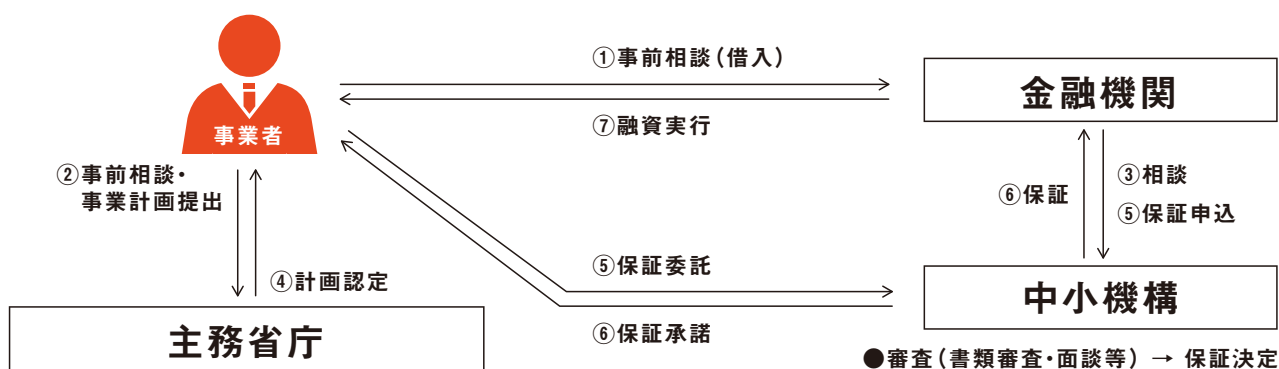 ①事前相談（借入）
金融機関
⑦融資実行
事業者
②事前相談・
事業計画提出
③相談
⑥保証
⑤保証申込
⑤保証委託
④計画認定
中小機構
主務省庁
⑥保証承諾
●審査（書類審査・面談等） → 保証決定